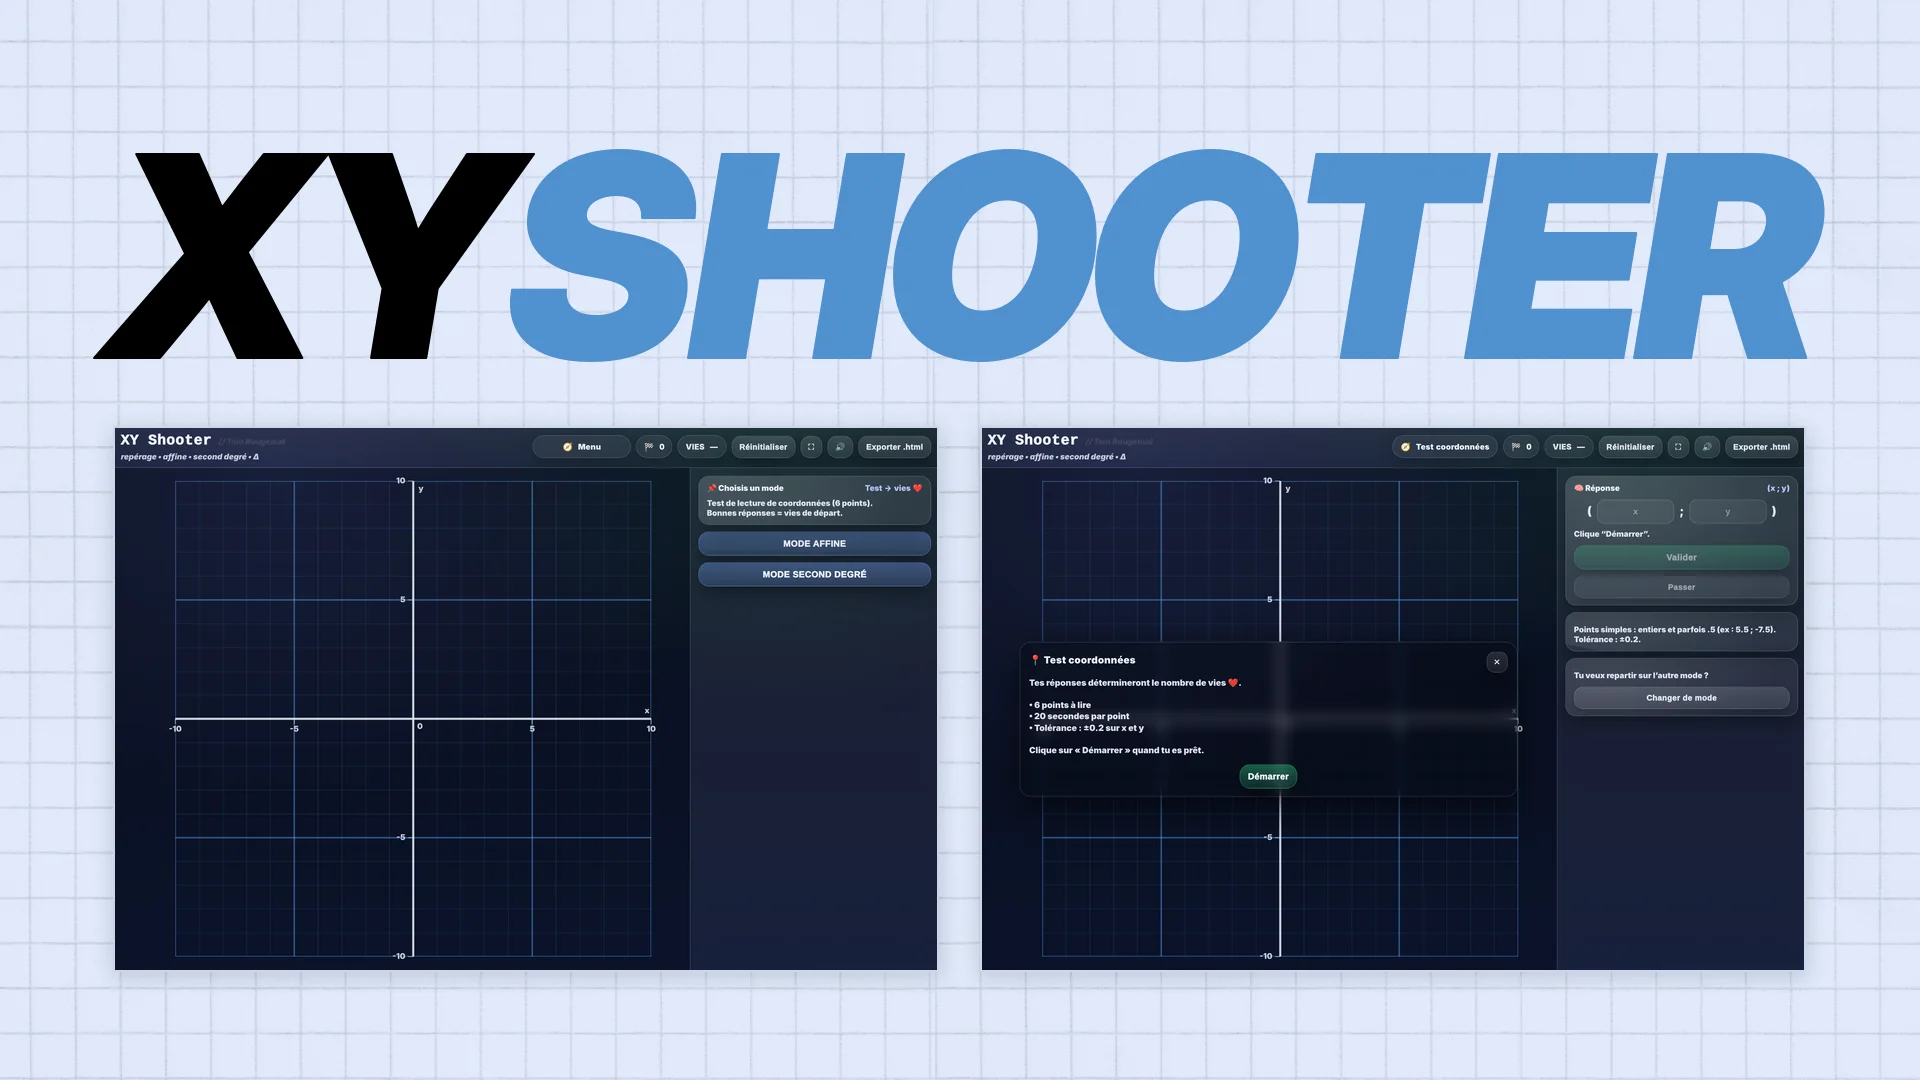 XY SHOOTER
XY Shooter
repérage • affine • second degré • Δ
🧭 Menu
🏁 0
VIES —
Réinitialiser
Exporter .html
10
y
5
x
-10
-5
0
5
10
-5
-10
📌 Choisis un mode
Test → vies ❤️
Test de lecture de coordonnées (6 points).
Bonnes réponses = vies de départ.
MODE AFFINE
MODE SECOND DEGRÉ
XY Shooter
repérage • affine • second degré • Δ
🧭 Test coordonnées
🏁 0
VIES —
Réinitialiser
Exporter .html
10
y
5
📍 Test coordonnées
×
Tes réponses détermineront le nombre de vies ❤️.
• 6 points à lire
• 20 secondes par point
• Tolérance : ±0.2 sur x et y
Clique sur « Démarrer » quand tu es prêt.
Démarrer
x
10
-5
-10
🧠 Réponse
(x ; y)
( x ; y )
Clique “Démarrer”.
Valider
Passer
Points simples : entiers et parfois .5 (ex : 5.5 ; -7.5).
Tolérance : ±0.2.
Tu veux repartir sur l’autre mode ?
Changer de mode